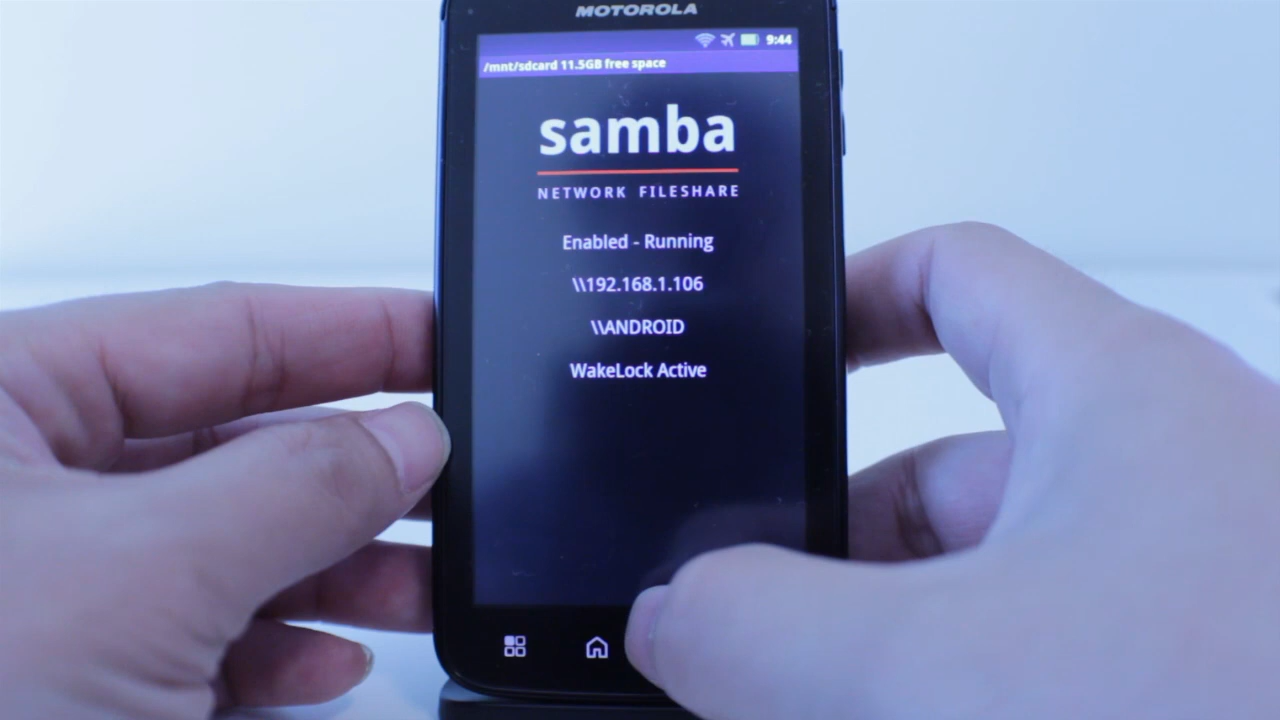 MOTOROLA
9:44
/mnt/sdcard 11.5GB free space
samba
NETWORK FILESHARE
Enabled - Running
\\192.168.1.106
\\ANDROID
WakeLock Active